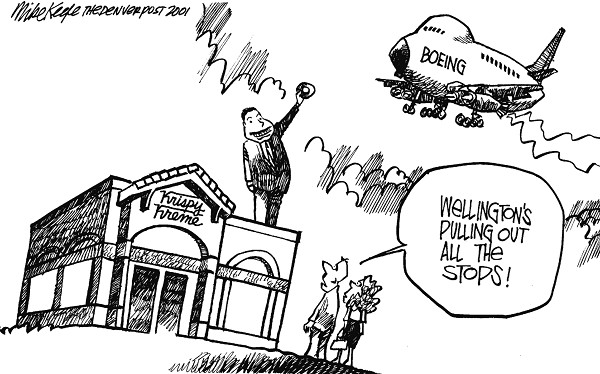 Mike Keefe THE DENVER POST 2001
BOEING
Krispy
Kreme
WELLINGTON'S
PULLING OUT
ALL THE
STOPS!